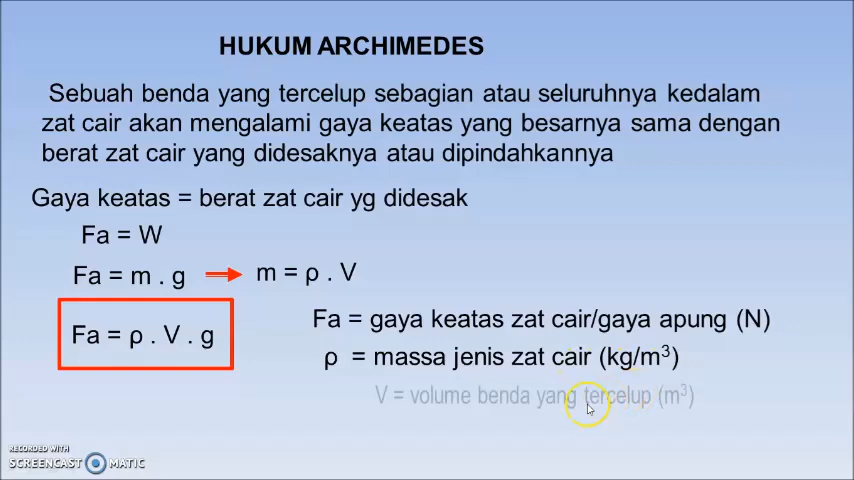 HUKUM ARCHIMEDES
Sebuah benda yang tercelup sebagian atau seluruhnya kedalam
zat cair akan mengalami gaya keatas yang besarnya sama dengan
berat zat cair yang didesaknya atau dipindahkannya
Gaya keatas = berat zat cair yg didesak
Fa = W
Fa = m . g
m = ρ . V
Fa = ρ . V . g
Fa = gaya keatas zat cair/gaya apung (N)
ρ = massa jenis zat cair (kg/m³)
V = volume benda yang tercelup (m³)
RECORDED WITH
SCREENCAST MATIC